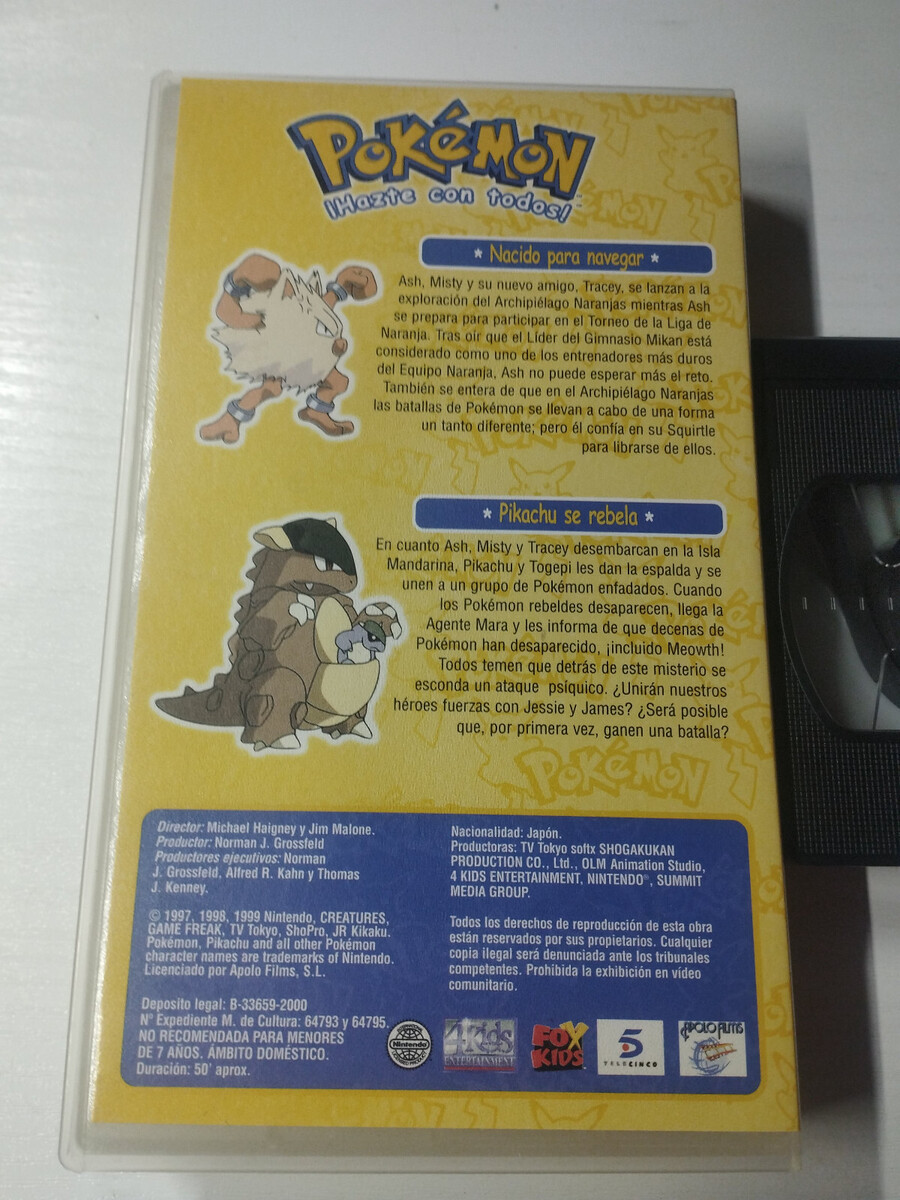 POKéMON
¡Hazte con todos!
* Nacido para navegar *
Ash, Misty y su nuevo amigo, Tracey, se lanzan a la
exploración del Archipiélago Naranjas mientras Ash
se prepara para participar en el Torneo de la Liga de
Naranja. Tras oír que el Líder del Gimnasio Mikan está
considerado como uno de los entrenadores más duros
del Equipo Naranja, Ash no puede esperar más el reto.
También se entera de que en el Archipiélago Naranjas
las batallas de Pokémon se llevan a cabo de una forma
un tanto diferente; pero él confía en su Squirtle
para librarse de ellos.
* Pikachu se rebela *
En cuanto Ash, Misty y Tracey desembarcan en la Isla
Mandarina, Pikachu y Togepi les dan la espalda y se
unen a un grupo de Pokémon enfadados. Cuando
los Pokémon rebeldes desaparecen, llega la
Agente Mara y les informa de que decenas de
Pokémon han desaparecido, ¡incluido Meowth!
Todos temen que detrás de este misterio se
esconda un ataque psíquico. ¿Unirán nuestros
héroes fuerzas con Jessie y James? ¿Será posible
que, por primera vez, ganen una batalla?
POKéMON
Director: Michael Haigney y Jim Malone.
Productor: Norman J. Grossfeld
Productores ejecutivos: Norman
J. Grossfeld, Alfred R. Kahn y Thomas
J. Kenney.
© 1997, 1998, 1999 Nintendo, CREATURES,
GAME FREAK, TV Tokyo, ShoPro, JR Kikaku.
Pokémon, Pikachu and all other Pokémon
character names are trademarks of Nintendo.
Licenciado por Apolo Films, S.L.
Deposito legal: B-33659-2000
Nº Expediente M. de Cultura: 64793 y 64795.
NO RECOMENDADA PARA MENORES
DE 7 AÑOS. ÁMBITO DOMÉSTICO.
Duración: 50' aprox.
Nacionalidad: Japón.
Productoras: TV Tokyo softx SHOGAKUKAN
PRODUCTION CO., Ltd., OLM Animation Studio,
4 KIDS ENTERTAINMENT, NINTENDO®, SUMMIT
MEDIA GROUP.
Todos los derechos de reproducción de esta obra
están reservados por sus propietarios. Cualquier
copia ilegal será denunciada ante los tribunales
competentes. Prohibida la exhibición en vídeo
comunitario.
Nintendo
4Kids
ENTERTAINMENT
FOX
KIDS
5
TELECINCO
APOLO FILMS